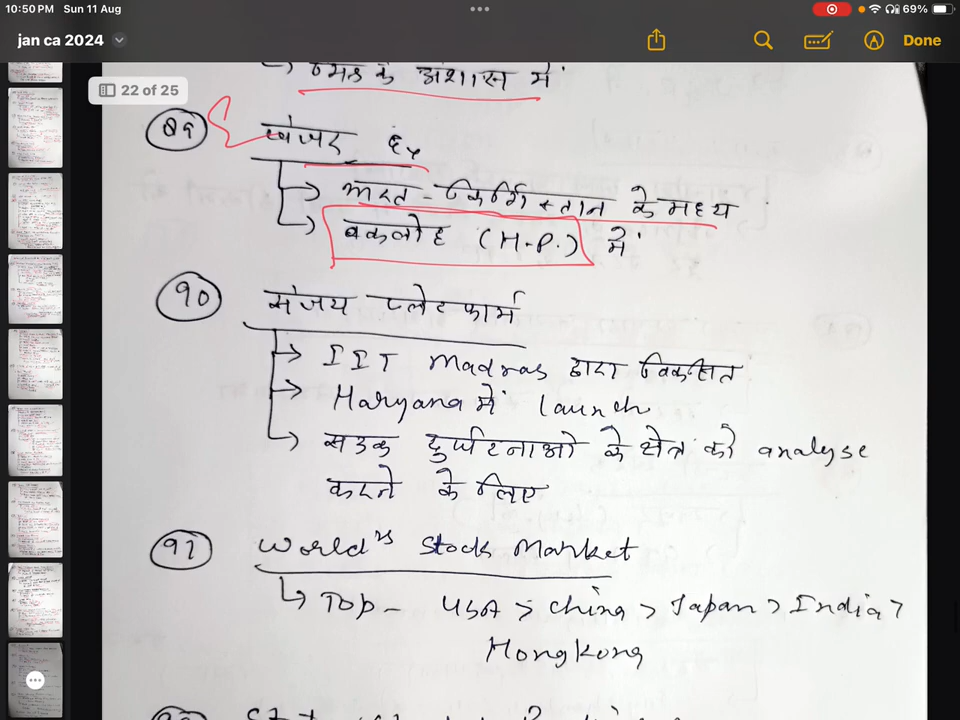 10:50 PM Sun 11 Aug
69%
jan ca 2024
Done
22 of 25
के अंशास में
89 खंजर Ex
भारत - किर्गिस्तान के मध्य
बकलोह (H.P.) में
90 संजय प्लेटफार्म
IIT Madras द्वारा विकसित
Haryana में launch
सडक दुर्घटनाओ के क्षेत्र को analyse
करने के लिए
91 World's Stock Market
Top - USA > China > Japan > India >
HongKong